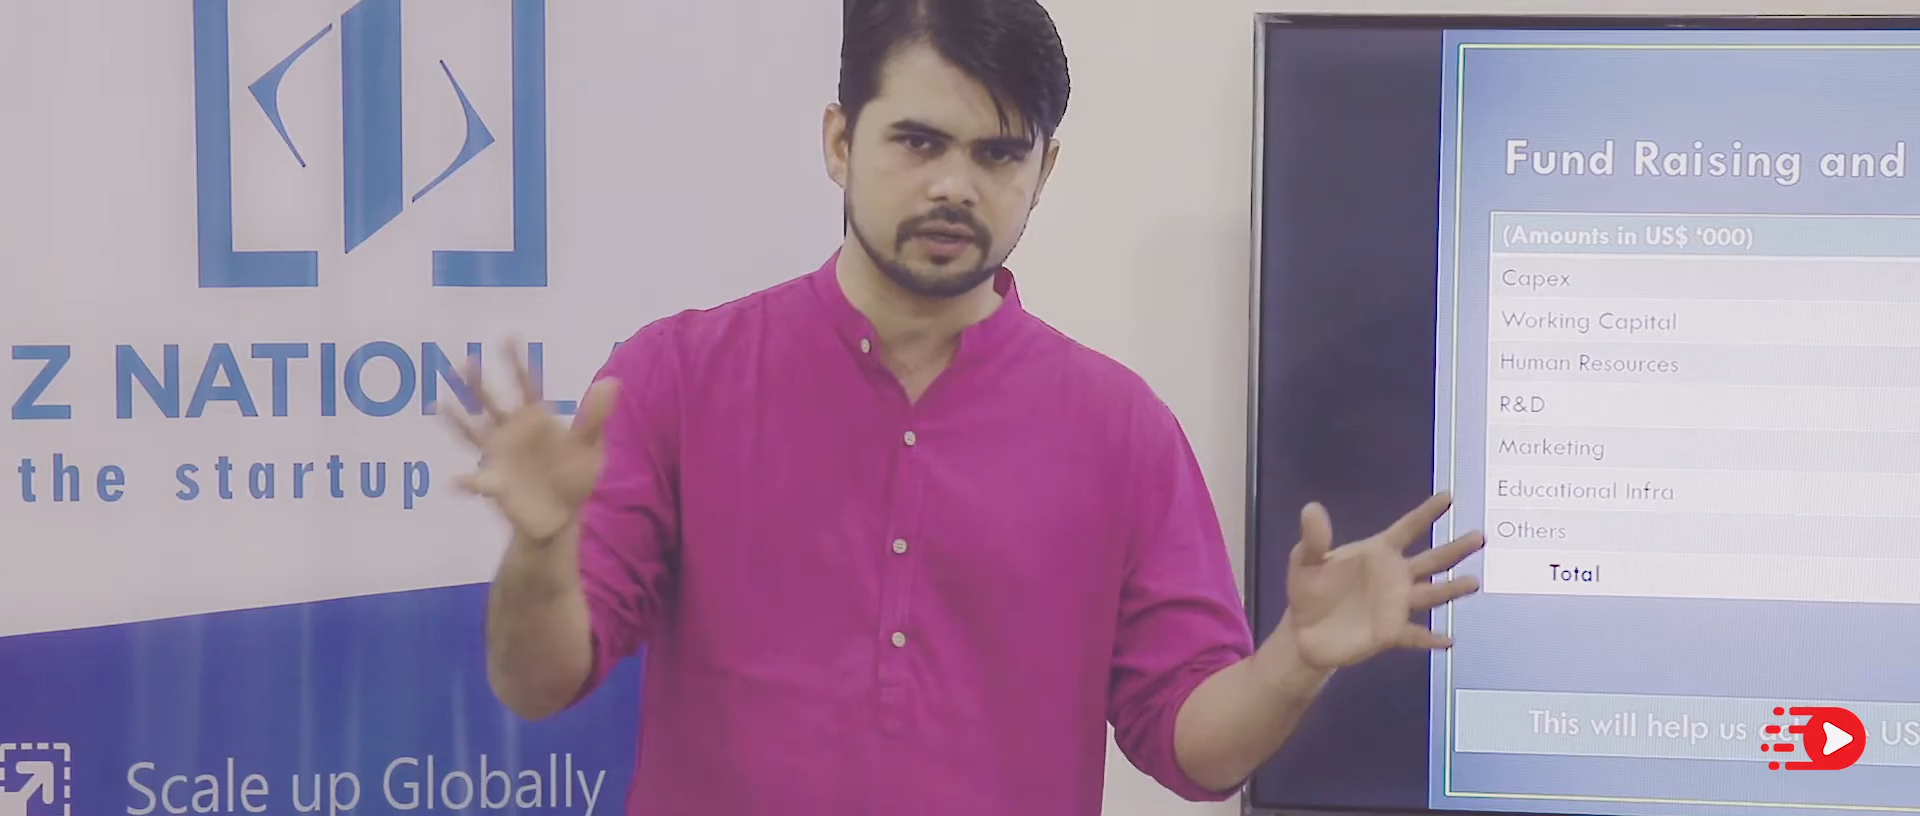 Z NATION L
the startup
Scale up Globally
Fund Raising and
(Amounts in US$ ‘000)
Capex
Working Capital
Human Resources
R&D
Marketing
Educational Infra
Others
Total
This will help us US